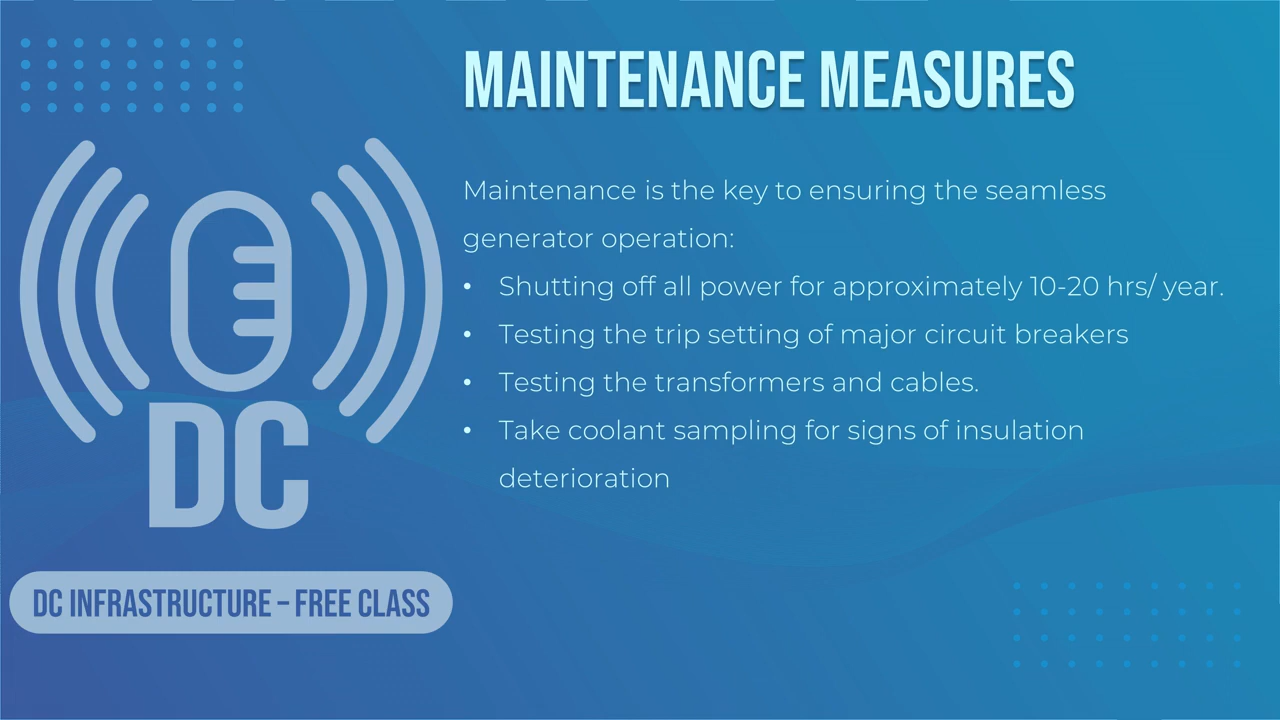 MAINTENANCE MEASURES
Maintenance is the key to ensuring the seamless
generator operation:
• Shutting off all power for approximately 10-20 hrs/ year.
• Testing the trip setting of major circuit breakers
• Testing the transformers and cables.
• Take coolant sampling for signs of insulation
deterioration
DC
DC INFRASTRUCTURE – FREE CLASS